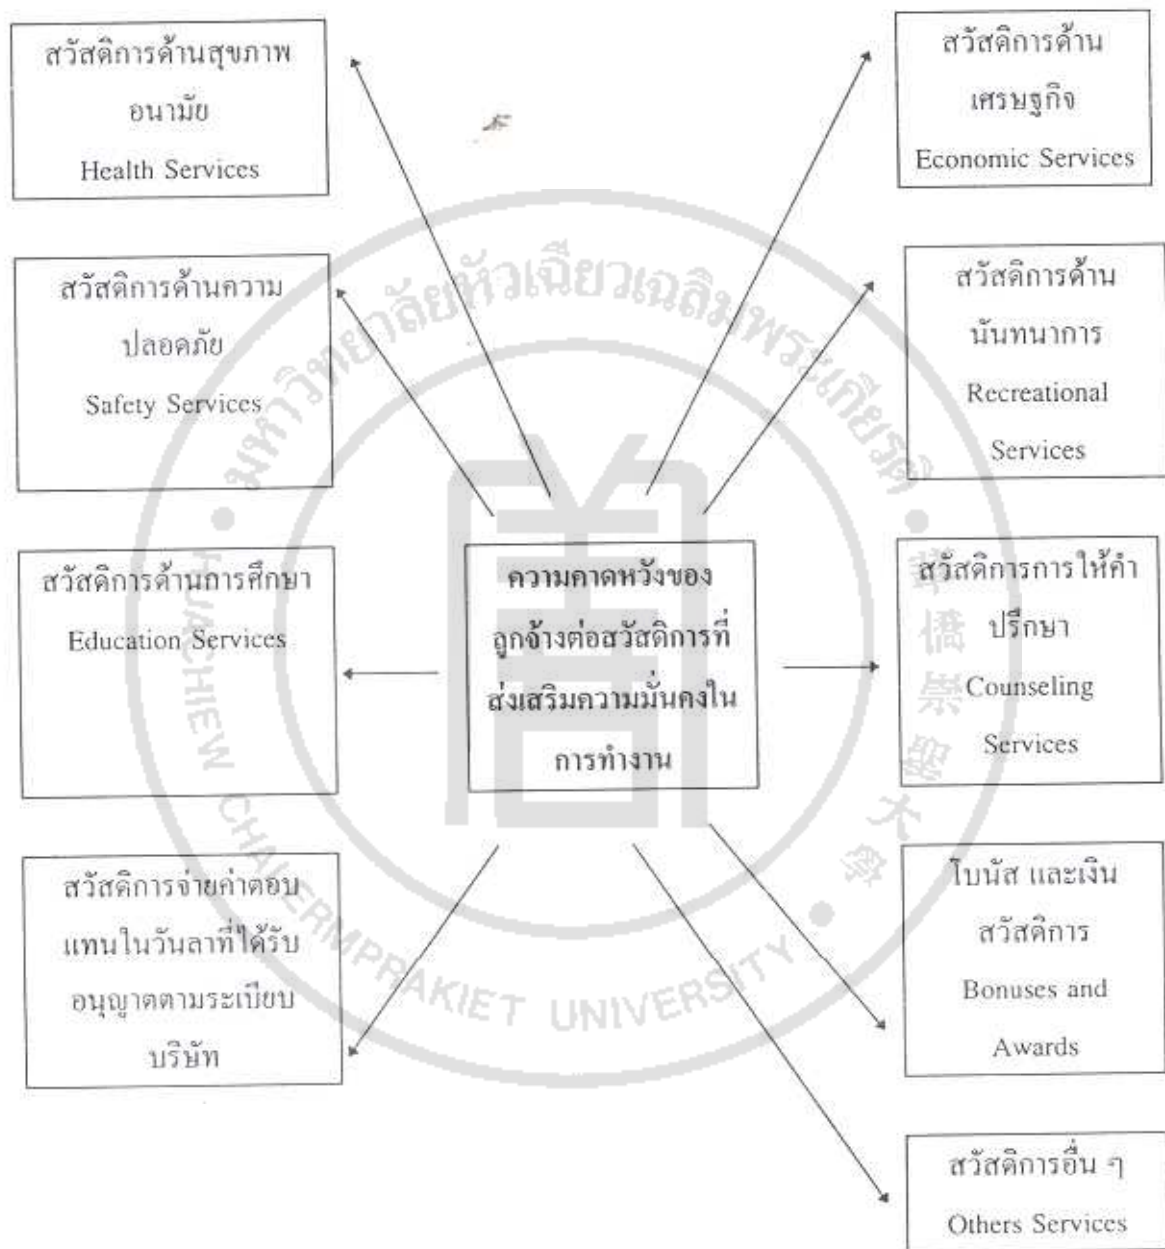 สวัสดิการด้านสุขภาพ
อนามัย
Health Services
สวัสดิการด้าน
เศรษฐกิจ
Economic Services
สวัสดิการด้านความ
ปลอดภัย
Safety Services
สวัสดิการด้าน
นันทนาการ
Recreational
Services
สวัสดิการด้านการศึกษา
Education Services
ความคาดหวังของ
ลูกจ้างต่อสวัสดิการที่
ส่งเสริมความมั่นคงใน
การทำงาน
สวัสดิการการให้คำ
ปรึกษา
Counseling
Services
สวัสดิการจ่ายค่าตอบ
แทนในวันลาที่ได้รับ
อนุญาตตามระเบียบ
บริษัท
โบนัส และเงิน
สวัสดิการ
Bonuses and
Awards
สวัสดิการอื่น ๆ
Others Services
มหาวิทยาลัยหัวเฉียวเฉลิมพระเกียรติ
HUACHIEW CHALERMPRAKIET UNIVERSITY
華僑崇聖大學